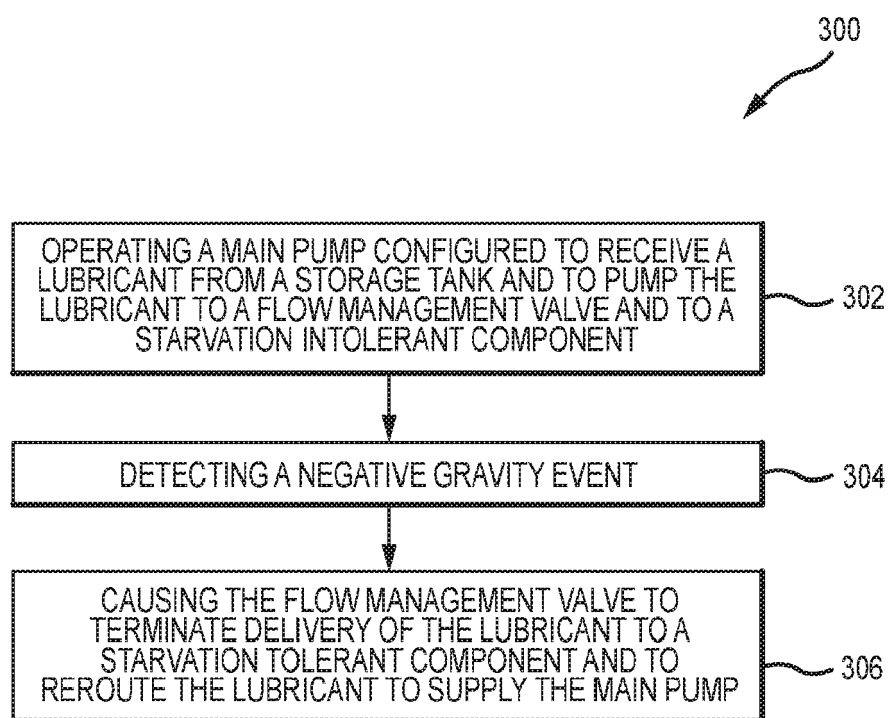 300
OPERATING A MAIN PUMP CONFIGURED TO RECEIVE A
LUBRICANT FROM A STORAGE TANK AND TO PUMP THE
LUBRICANT TO A FLOW MANAGEMENT VALVE AND TO A
STARVATION INTOLERANT COMPONENT
302
DETECTING A NEGATIVE GRAVITY EVENT
304
CAUSING THE FLOW MANAGEMENT VALVE TO
TERMINATE DELIVERY OF THE LUBRICANT TO A
STARVATION TOLERANT COMPONENT AND TO
REROUTE THE LUBRICANT TO SUPPLY THE MAIN PUMP
306